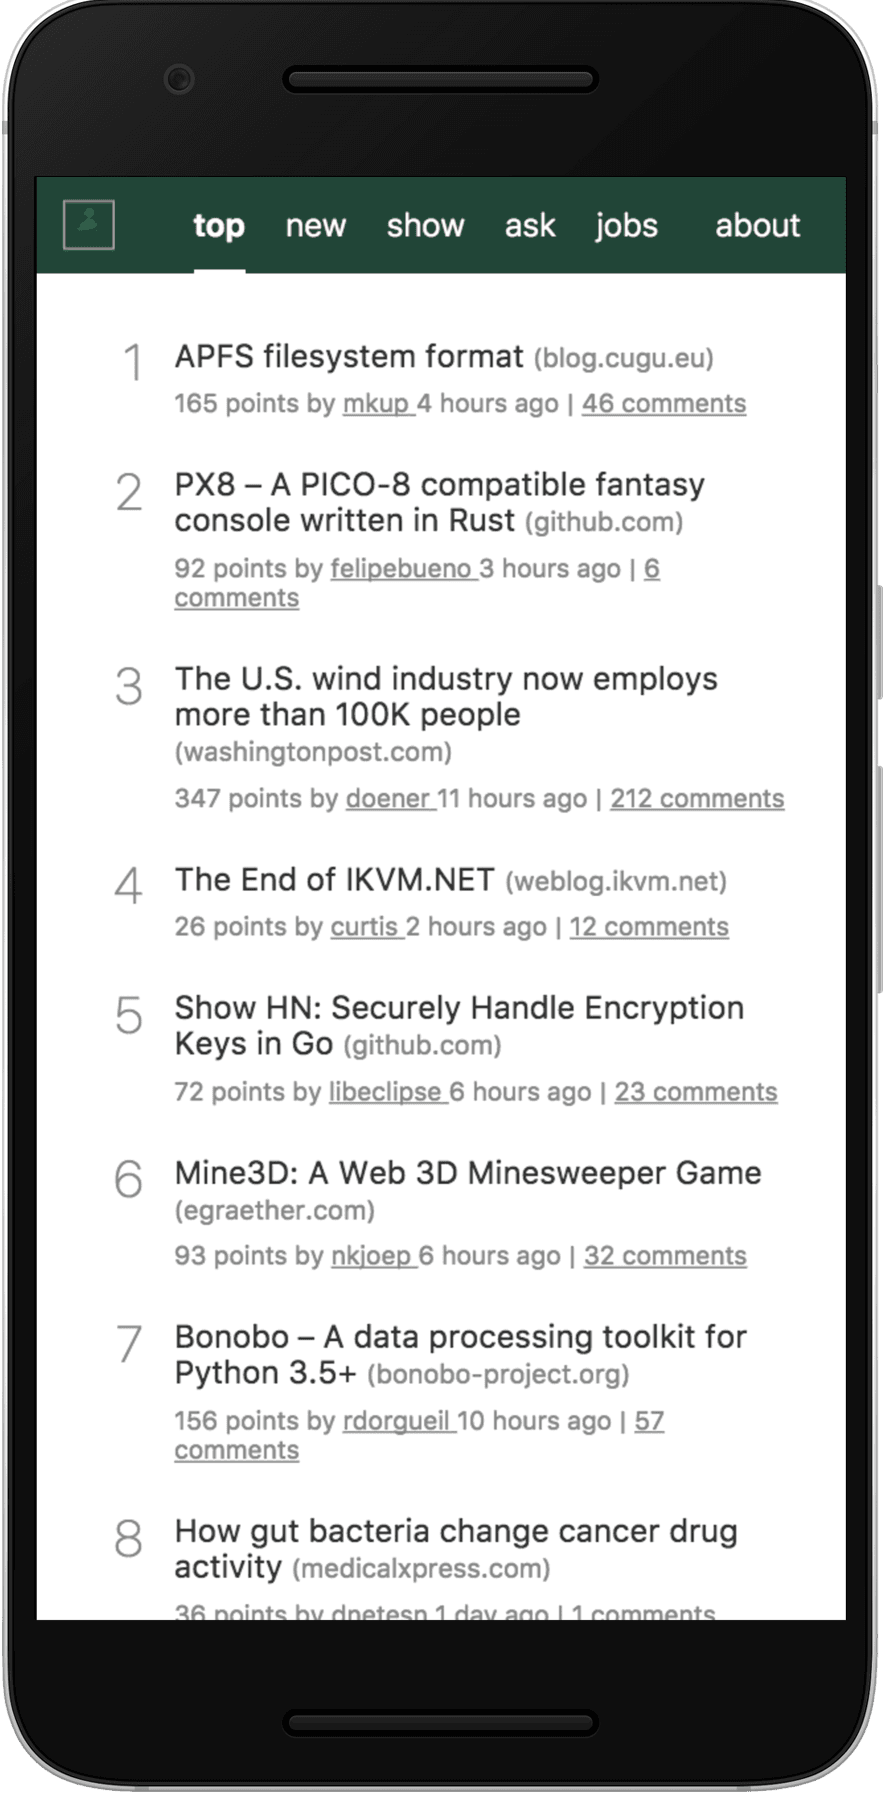 top new show ask jobs about
1 APFS filesystem format (blog.cugu.eu)
165 points by mkup 4 hours ago | 46 comments
2 PX8 – A PICO-8 compatible fantasy
console written in Rust (github.com)
92 points by felipebueno 3 hours ago | 6
comments
3 The U.S. wind industry now employs
more than 100K people
(washingtonpost.com)
347 points by doener 11 hours ago | 212 comments
4 The End of IKVM.NET (weblog.ikvm.net)
26 points by curtis 2 hours ago | 12 comments
5 Show HN: Securely Handle Encryption
Keys in Go (github.com)
72 points by libeclipse 6 hours ago | 23 comments
6 Mine3D: A Web 3D Minesweeper Game
(egraether.com)
93 points by nkjoep 6 hours ago | 32 comments
7 Bonobo – A data processing toolkit for
Python 3.5+ (bonobo-project.org)
156 points by rdorgueil 10 hours ago | 57
comments
8 How gut bacteria change cancer drug
activity (medicalxpress.com)
36 points by dnetesn 1 day ago | 1 comments